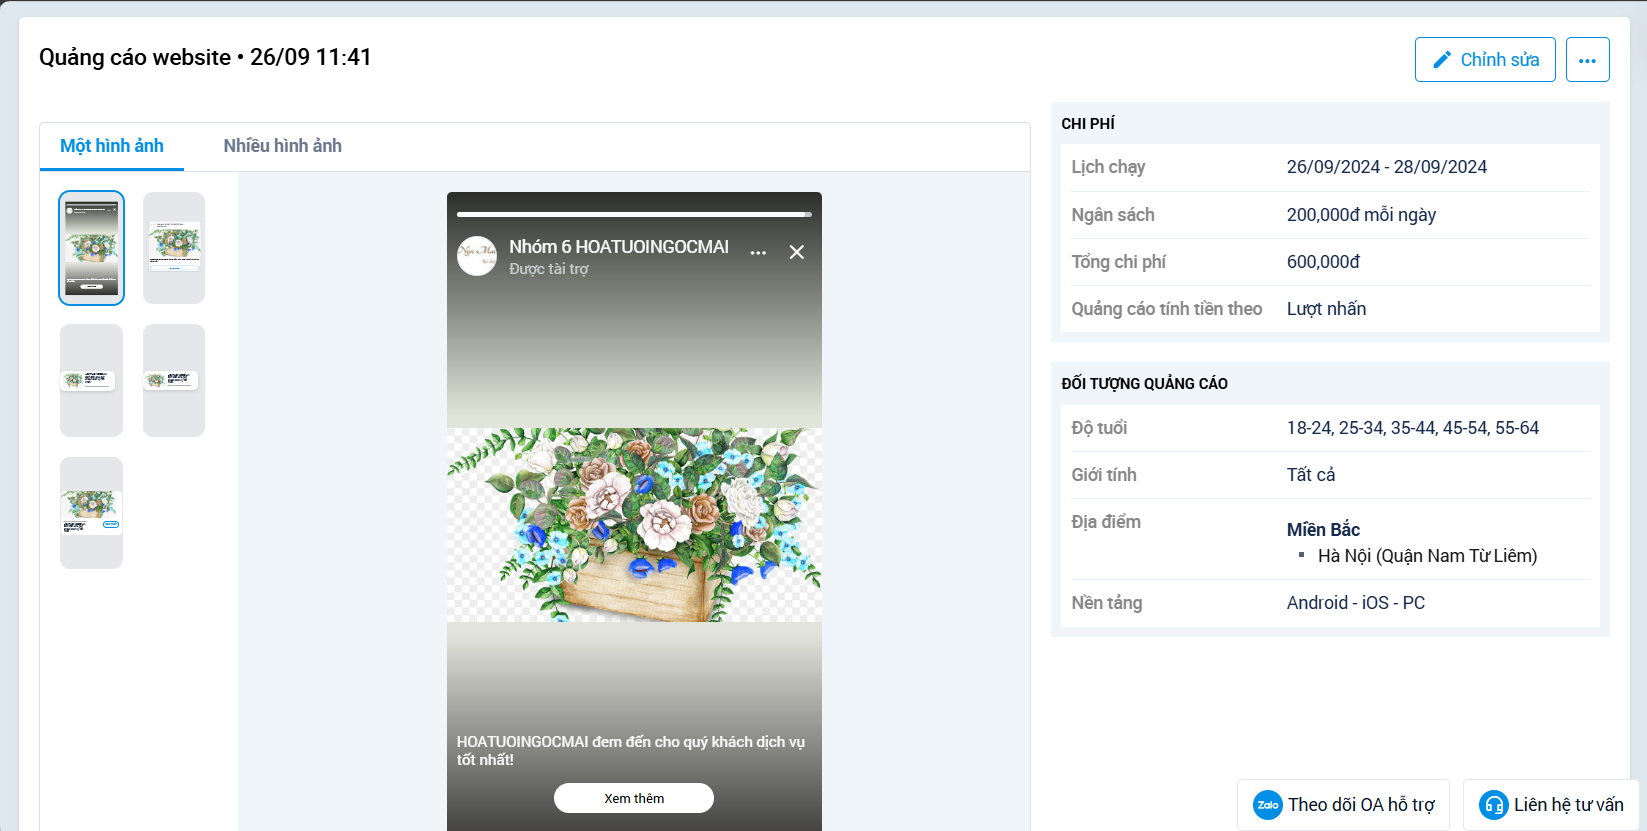 Quảng cáo website • 26/09 11:41
Chỉnh sửa
Một hình ảnh
Nhiều hình ảnh
Nhóm 6 HOATUOINGOCMAI
Được tài trợ
HOATUOINGOCMAI đem đến cho quý khách dịch vụ
tốt nhất!
Xem thêm
CHI PHÍ
Lịch chạy 26/09/2024 - 28/09/2024
Ngân sách 200,000đ mỗi ngày
Tổng chi phí 600,000đ
Quảng cáo tính tiền theo Lượt nhấn
ĐỐI TƯỢNG QUẢNG CÁO
Độ tuổi 18-24, 25-34, 35-44, 45-54, 55-64
Giới tính Tất cả
Địa điểm Miền Bắc
Hà Nội (Quận Nam Từ Liêm)
Nền tảng Android - iOS - PC
Zalo Theo dõi OA hỗ trợ
Liên hệ tư vấn